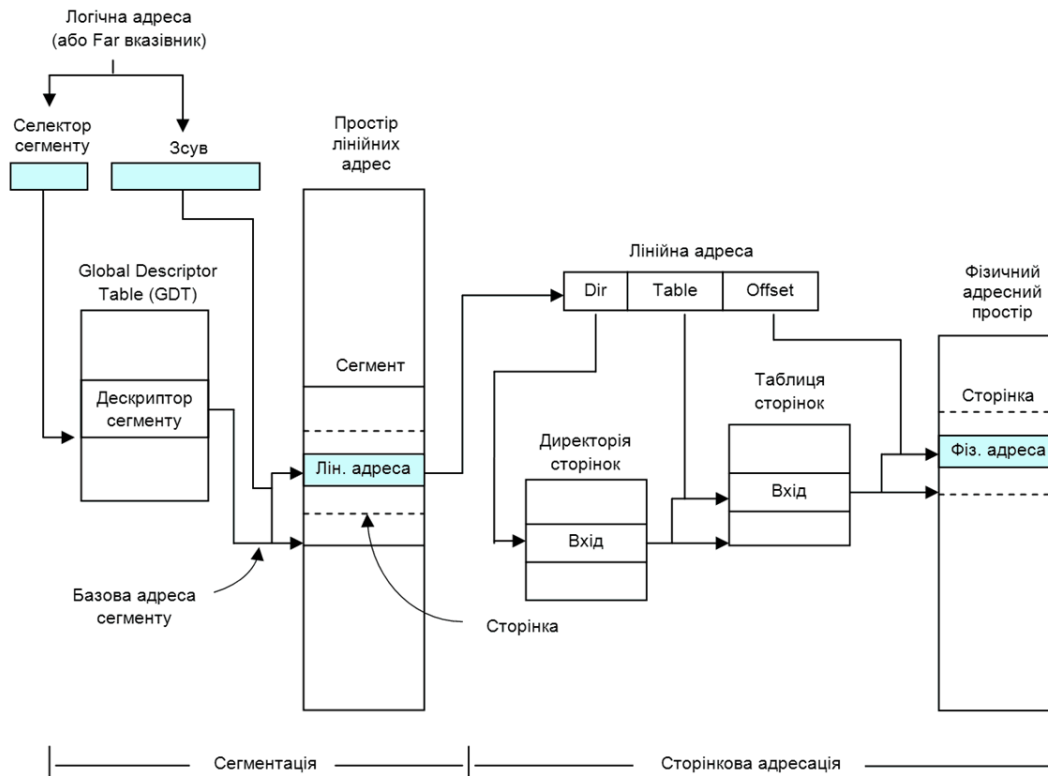 Логічна адреса
(або Far вказівник)
Селектор
сегменту
Зсув
Простір
лінійних
адрес
Global Descriptor
Table (GDT)
Дескриптор
сегменту
Сегмент
Лін. адреса
Базова адреса
сегменту
Сторінка
Лінійна адреса
Dir
Table
Offset
Директорія
сторінок
Вхід
Таблиця
сторінок
Вхід
Фізичний
адресний
простір
Сторінка
Фіз. адреса
Сегментація
Сторінкова адресація